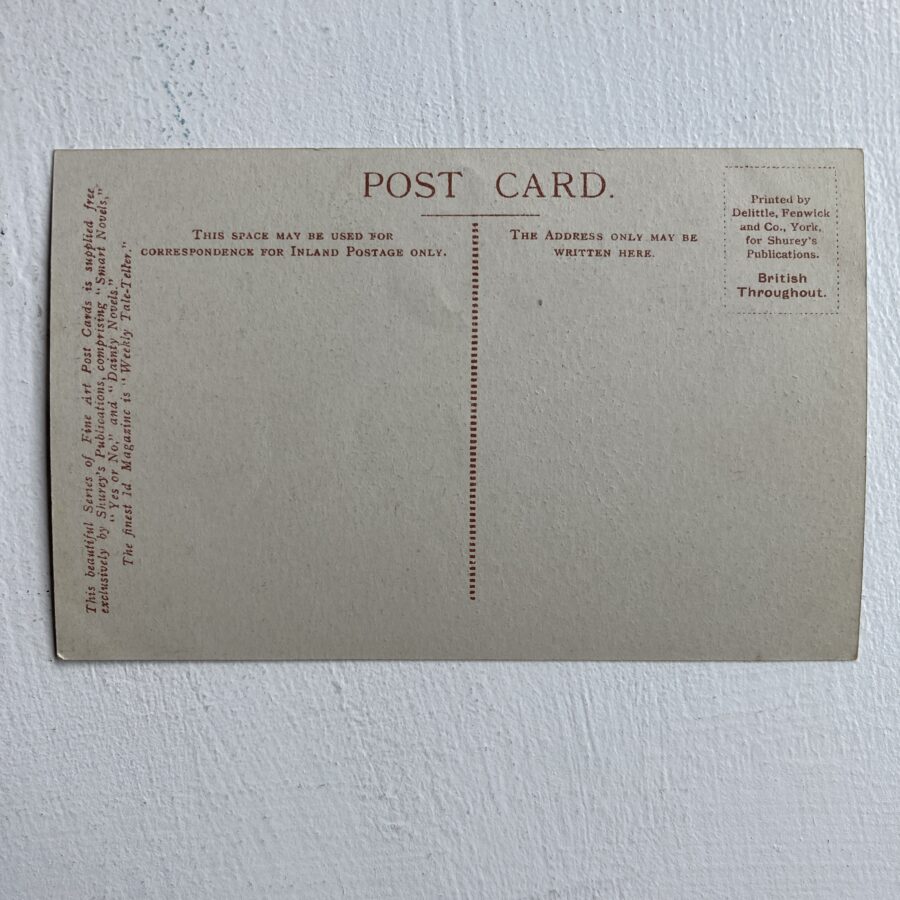 This beautiful Series of Fine Art Post Cards is supplied free
exclusively by Shurey's Publications, comprising "Smart Novels,"
"Yes or No," and "Dainty Novels."
The finest 1d Magazine is "Weekly Tale-Teller."
POST CARD.
THIS SPACE MAY BE USED FOR
CORRESPONDENCE FOR INLAND POSTAGE ONLY.
THE ADDRESS ONLY MAY BE
WRITTEN HERE.
Printed by
Delittle, Fenwick
and Co., York,
for Shurey's
Publications.
British
Throughout.